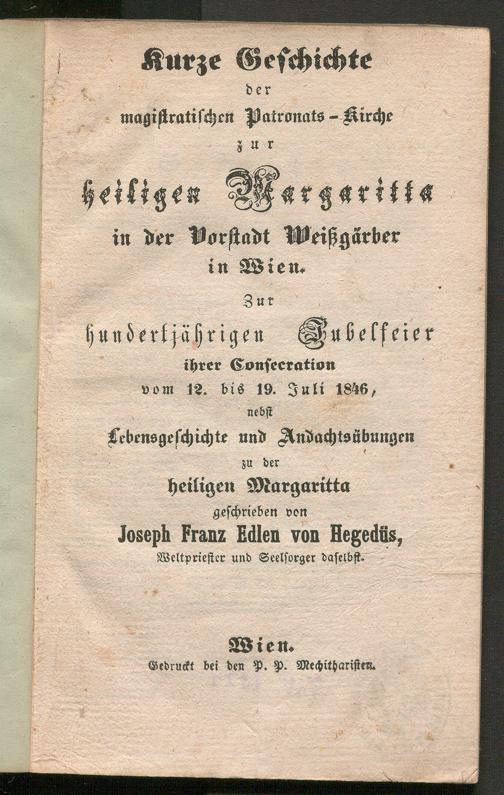 Kurze Geschichte
der
magistratischen Patronats-Kirche
zur
heiligen Margaritta
in der Vorstadt Weißgärber
in Wien.
Zur
hundertjährigen Jubelfeier
ihrer Consecration
vom 12. bis 19. Juli 1846,
nebst
Lebensgeschichte und Andachtsübungen
zu der
heiligen Margaritta
geschrieben von
Joseph Franz Edlen von Hegedüs,
Weltpriester und Seelsorger daselbst.
Wien.
Gedruckt bei den P. P. Mechitharisten.